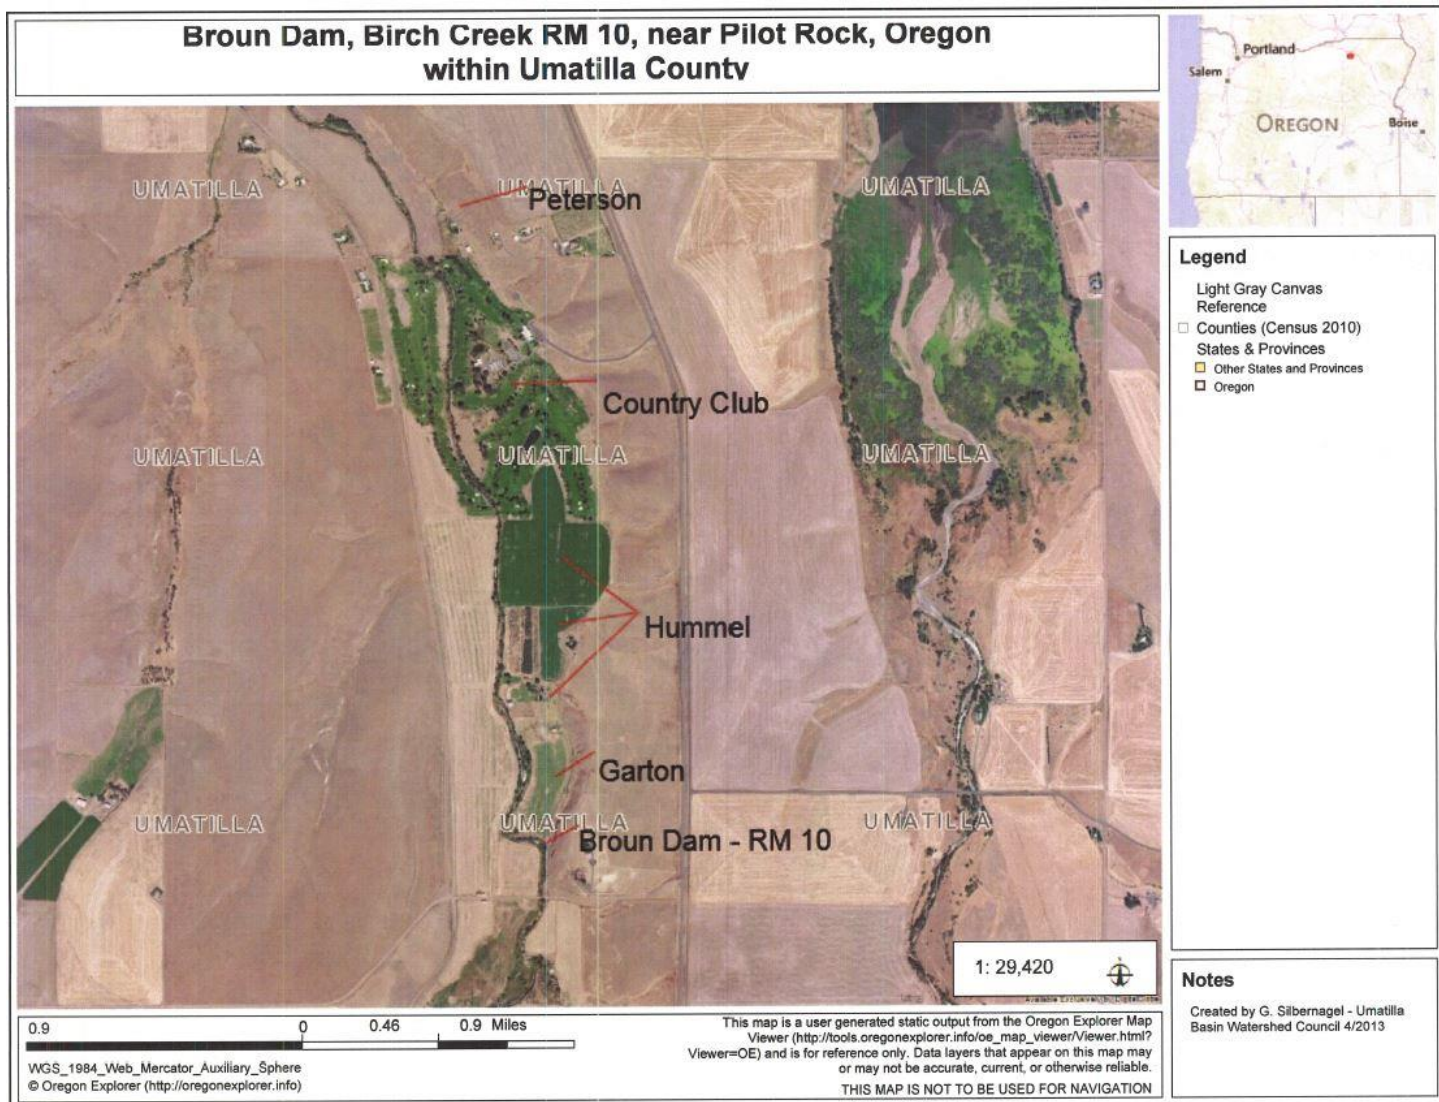 Broun Dam, Birch Creek RM 10, near Pilot Rock, Oregon
within Umatilla County
Portland
Salem
OREGON
Boise
UMATILLA
UMATILLA
UMATILLA
Peterson
Country Club
UMATILLA
UMATILLA
UMATILLA
Hummel
Garton
UMATILLA
UMATILLA
UMATILLA
Broun Dam - RM 10
1: 29,420
Legend
Light Gray Canvas
Reference
Counties (Census 2010)
States & Provinces
Other States and Provinces
Oregon
Notes
Created by G. Silbernagel - Umatilla
Basin Watershed Council 4/2013
0.9
0
0.46
0.9 Miles
WGS_1984_Web_Mercator_Auxiliary_Sphere
© Oregon Explorer (http://oregonexplorer.info)
This map is a user generated static output from the Oregon Explorer Map
Viewer (http://tools.oregonexplorer.info/oe_map_viewer/Viewer.html?
Viewer=OE) and is for reference only. Data layers that appear on this map may
or may not be accurate, current, or otherwise reliable.
THIS MAP IS NOT TO BE USED FOR NAVIGATION